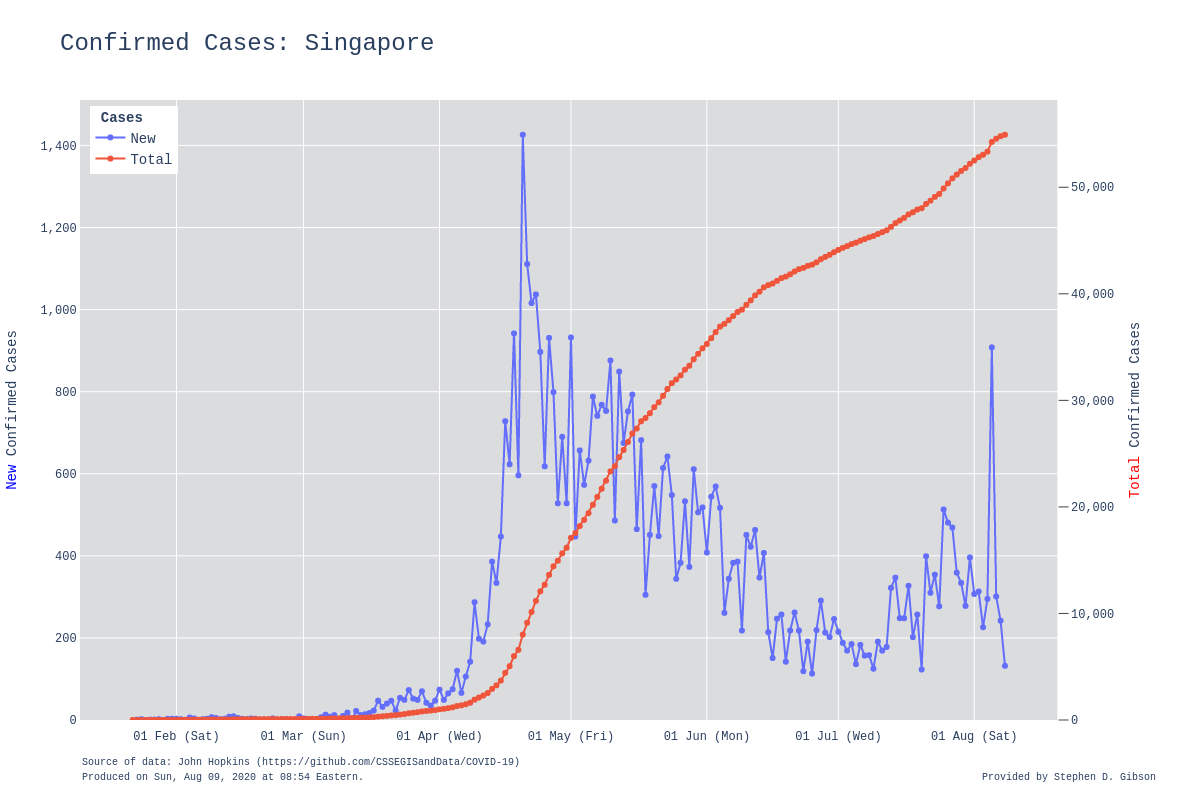 Confirmed Cases: Singapore
Cases
New
Total
1,400
1,200
1,000
800
600
400
200
0
New Confirmed Cases
50,000
40,000
30,000
20,000
10,000
0
Total Confirmed Cases
01 Feb (Sat) 01 Mar (Sun) 01 Apr (Wed) 01 May (Fri) 01 Jun (Mon) 01 Jul (Wed) 01 Aug (Sat)
Source of data: John Hopkins (https://github.com/CSSEGISandData/COVID-19)
Produced on Sun, Aug 09, 2020 at 08:54 Eastern.
Provided by Stephen D. Gibson